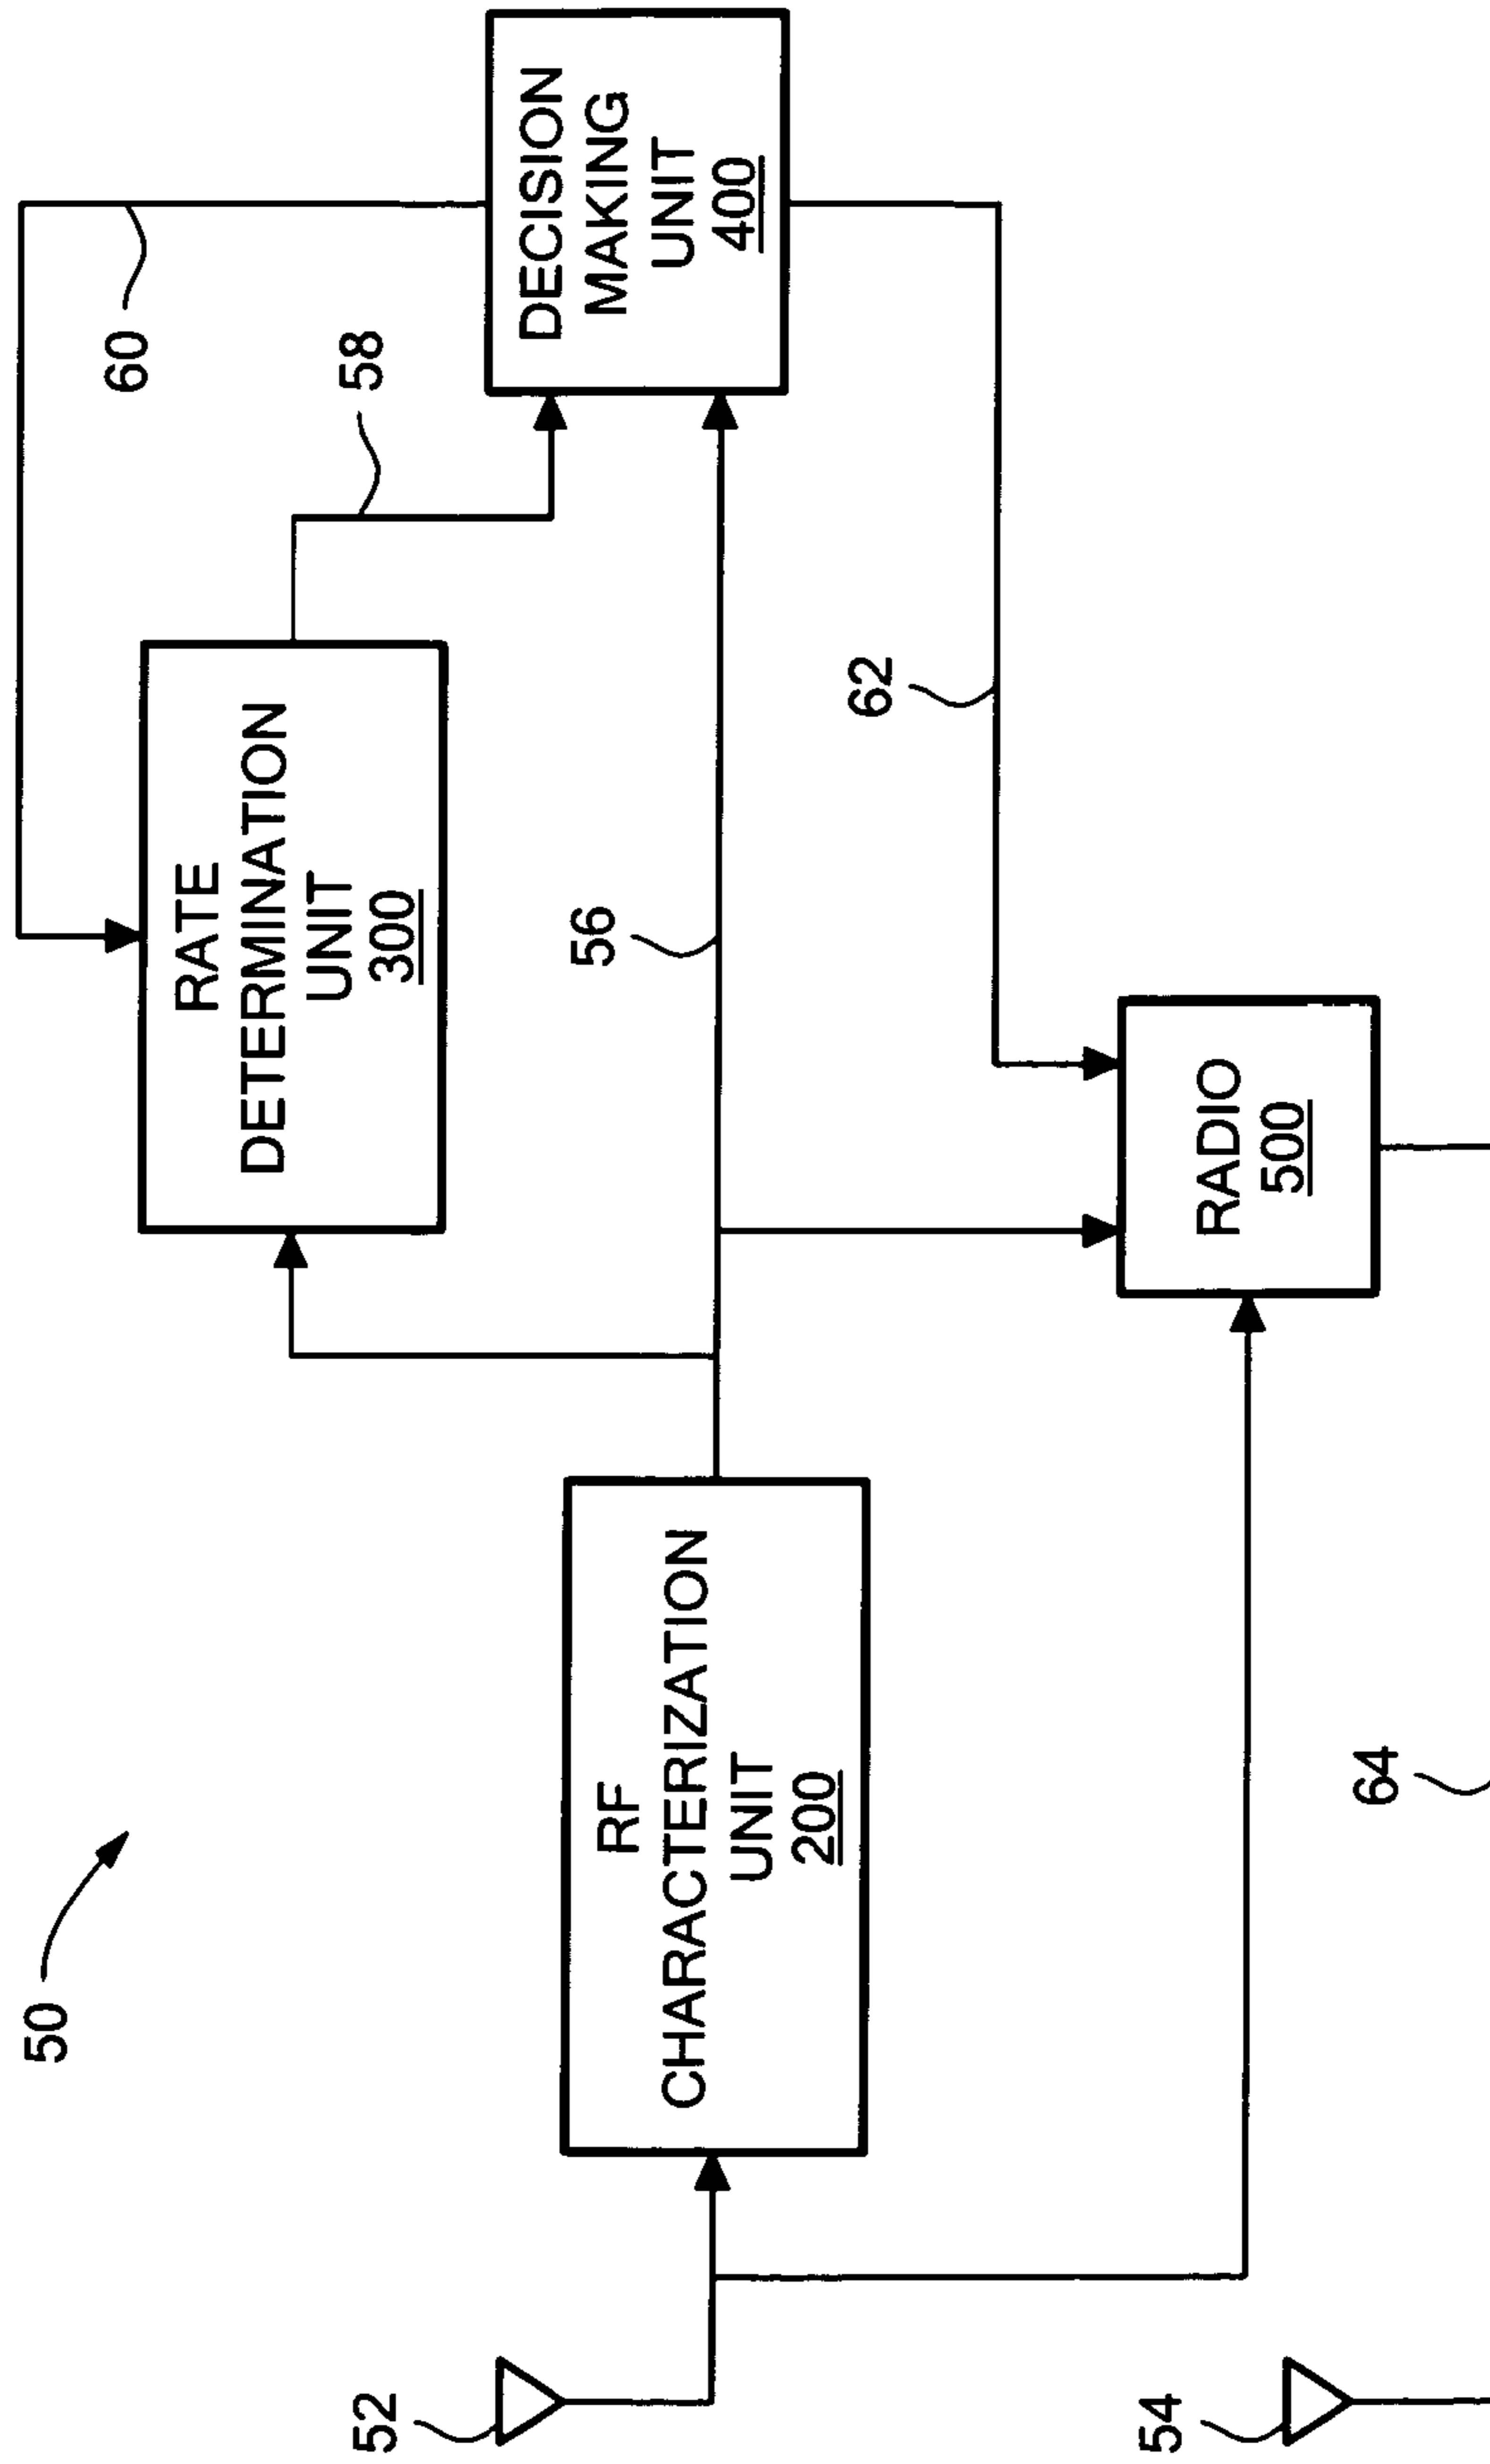 50
52
RF
CHARACTERIZATION
UNIT
200
RATE
DETERMINATION
UNIT
300
60
58
DECISION
MAKING
UNIT
400
56
62
RADIO
500
64
54